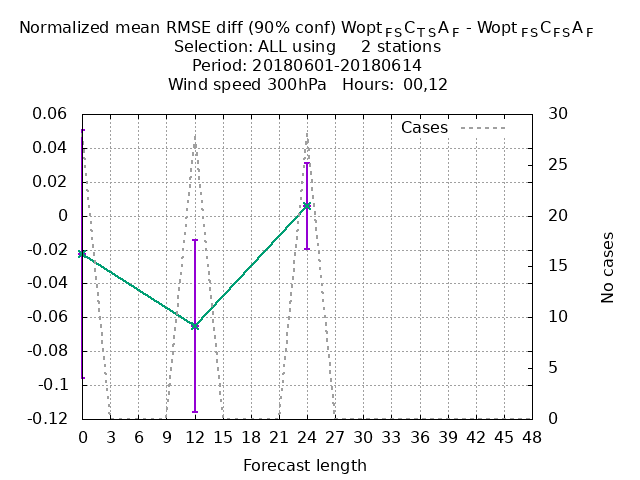 Normalized mean RMSE diff (90% conf) Wopt FS C T S A F - Wopt FS C FS A F
Selection: ALL using 2 stations
Period: 20180601-20180614
Wind speed 300hPa Hours: 00,12
Cases
0.06
0.04
0.02
0
-0.02
-0.04
-0.06
-0.08
-0.1
-0.12
30
25
20
15
10
5
0
No cases
0 3 6 9 12 15 18 21 24 27 30 33 36 39 42 45 48
Forecast length